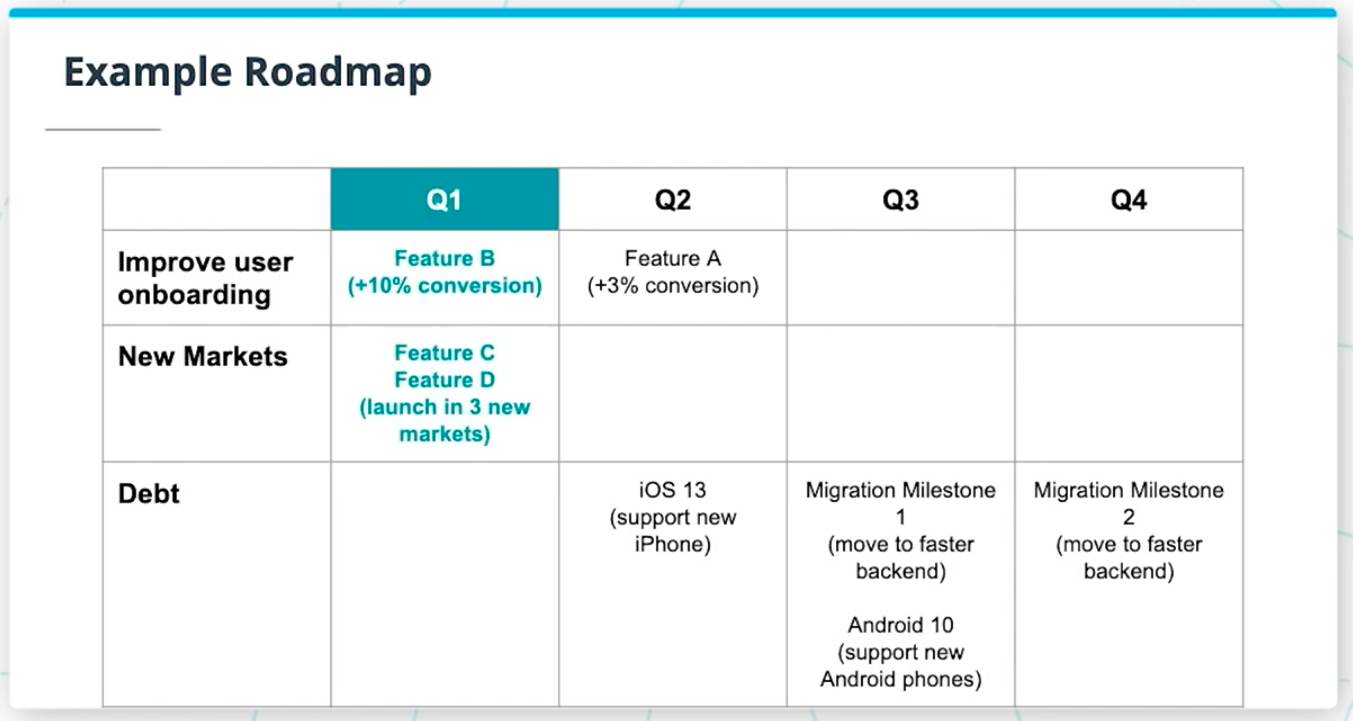 Example Roadmap
Q1
Q2
Q3
Q4
Improve user
onboarding
Feature B
(+10% conversion)
Feature A
(+3% conversion)
New Markets
Feature C
Feature D
(launch in 3 new
markets)
Debt
iOS 13
(support new
iPhone)
Migration Milestone
1
(move to faster
backend)
Android 10
(support new
Android phones)
Migration Milestone
2
(move to faster
backend)